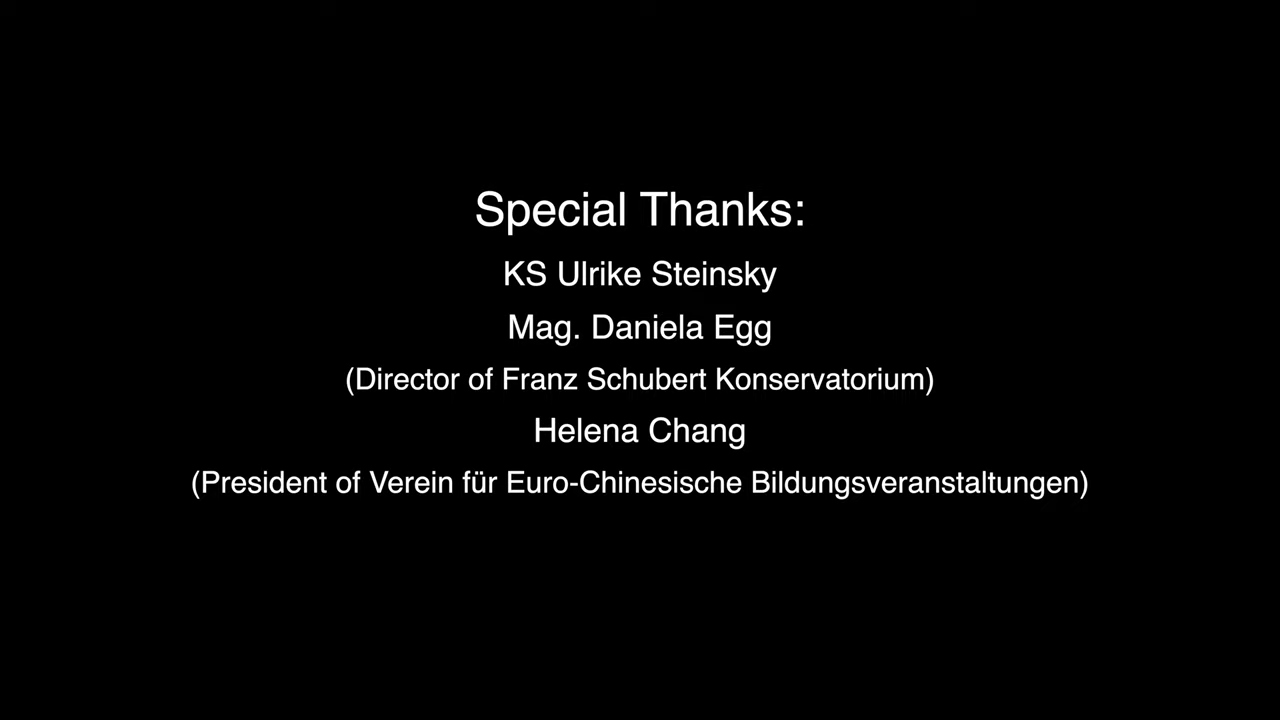 Special Thanks:
KS Ulrike Steinsky
Mag. Daniela Egg
(Director of Franz Schubert Konservatorium)
Helena Chang
(President of Verein für Euro-Chinesische Bildungsveranstaltungen)